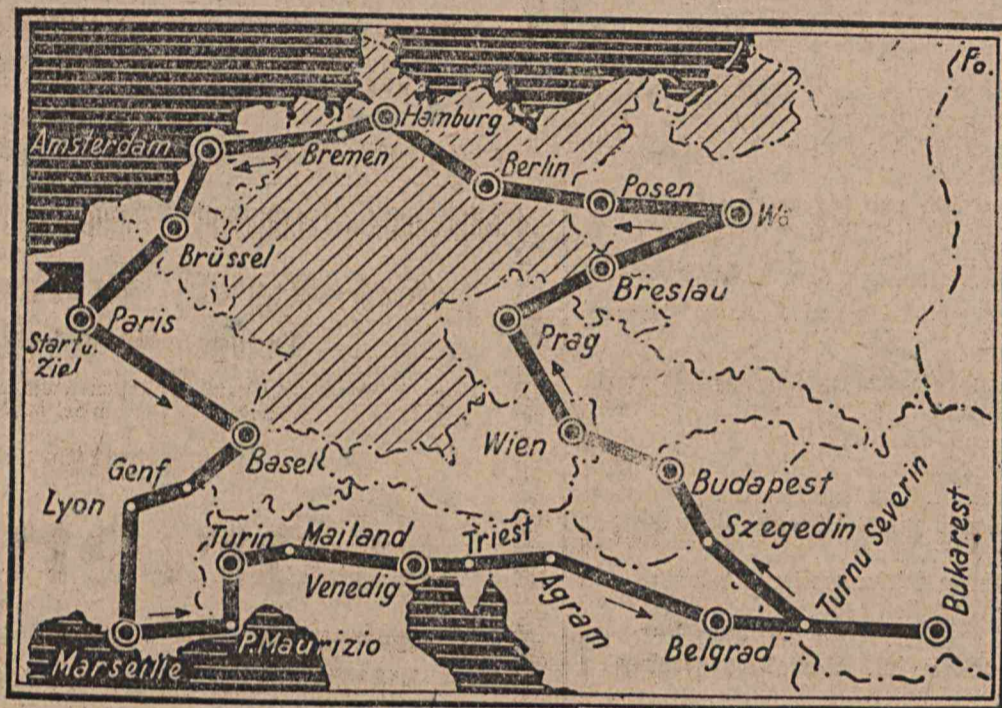 Po.
Hamburg
Amsterdam
Bremen
Berlin
Posen
Brüssel
Breslau
Paris
Start u.
Ziel
Prag
Wien
Basel
Genf
Lyon
Budapest
Szegedin
Turnu Severin
Bukarest
Turin
Mailand
Triest
Venedig
Agram
Belgrad
P. Maurizio
Marseille